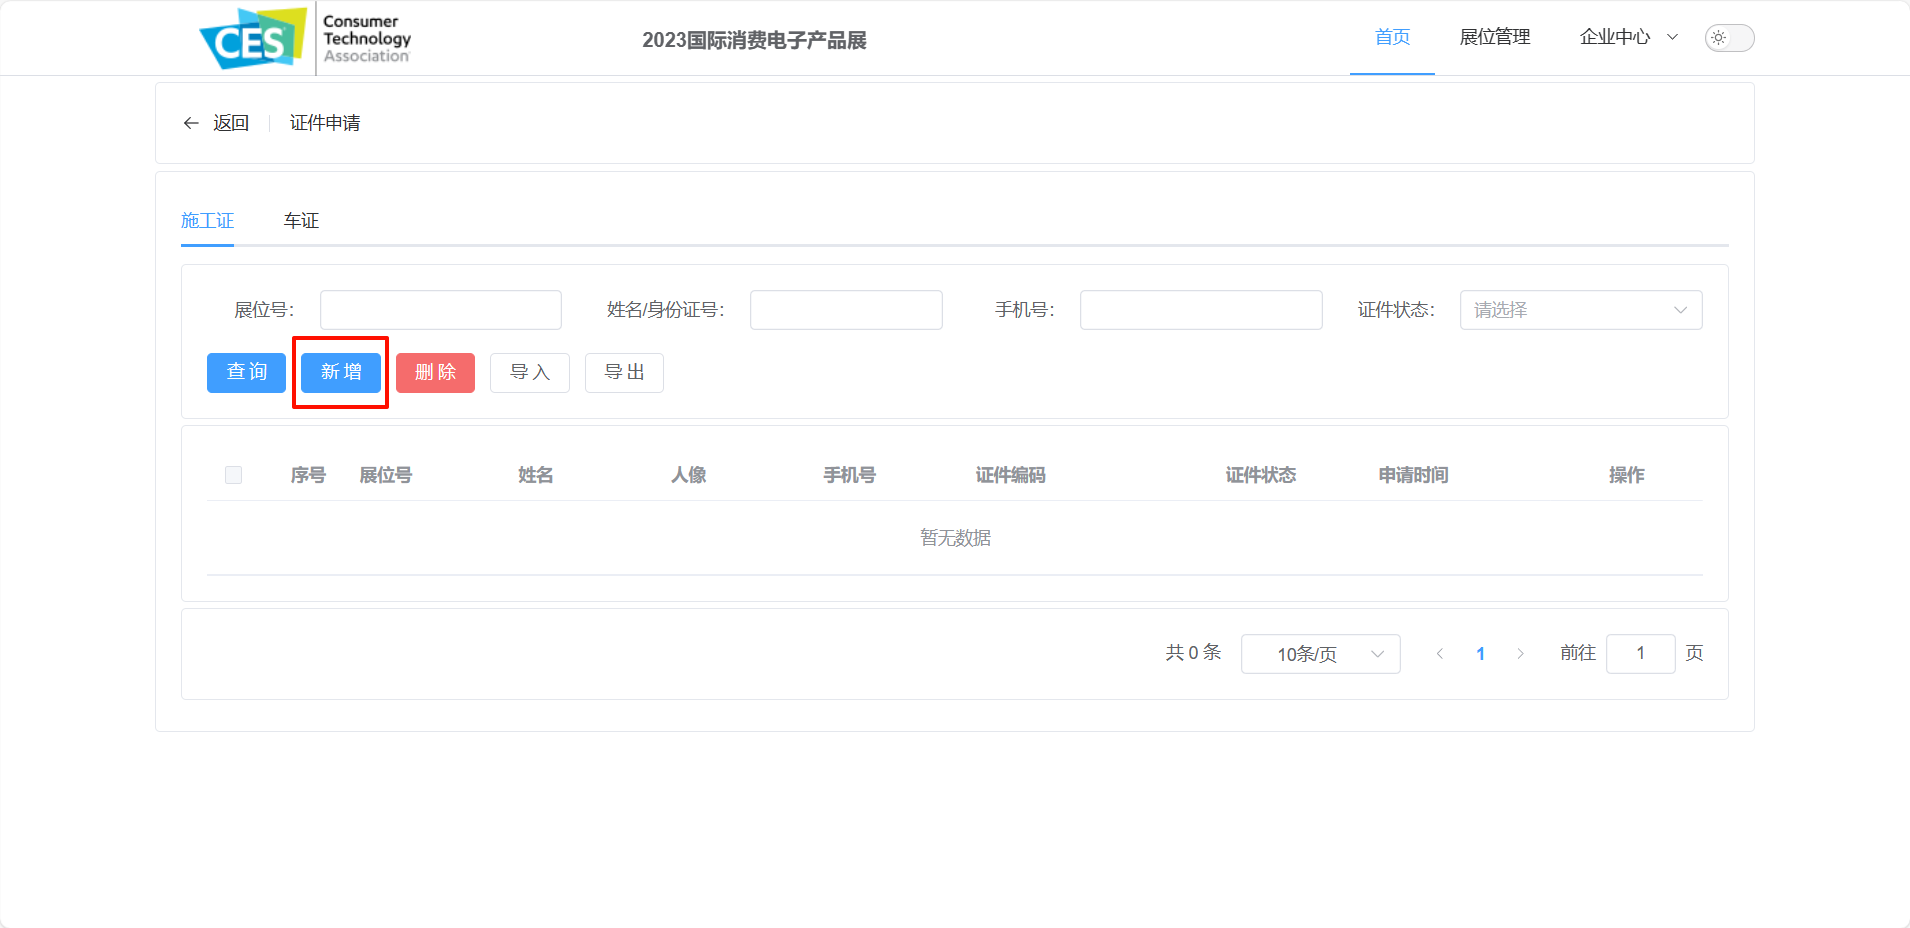 CES
Consumer
Technology
Association
2023国际消费电子产品展
首页 展位管理 企业中心
返回 证件申请
施工证 车证
展位号： 姓名/身份证号： 手机号： 证件状态： 请选择
查 询 新 增 删 除 导 入 导 出
序号 展位号 姓名 人像 手机号 证件编码 证件状态 申请时间 操作
暂无数据
共 0 条 10条/页 1 前往 1 页